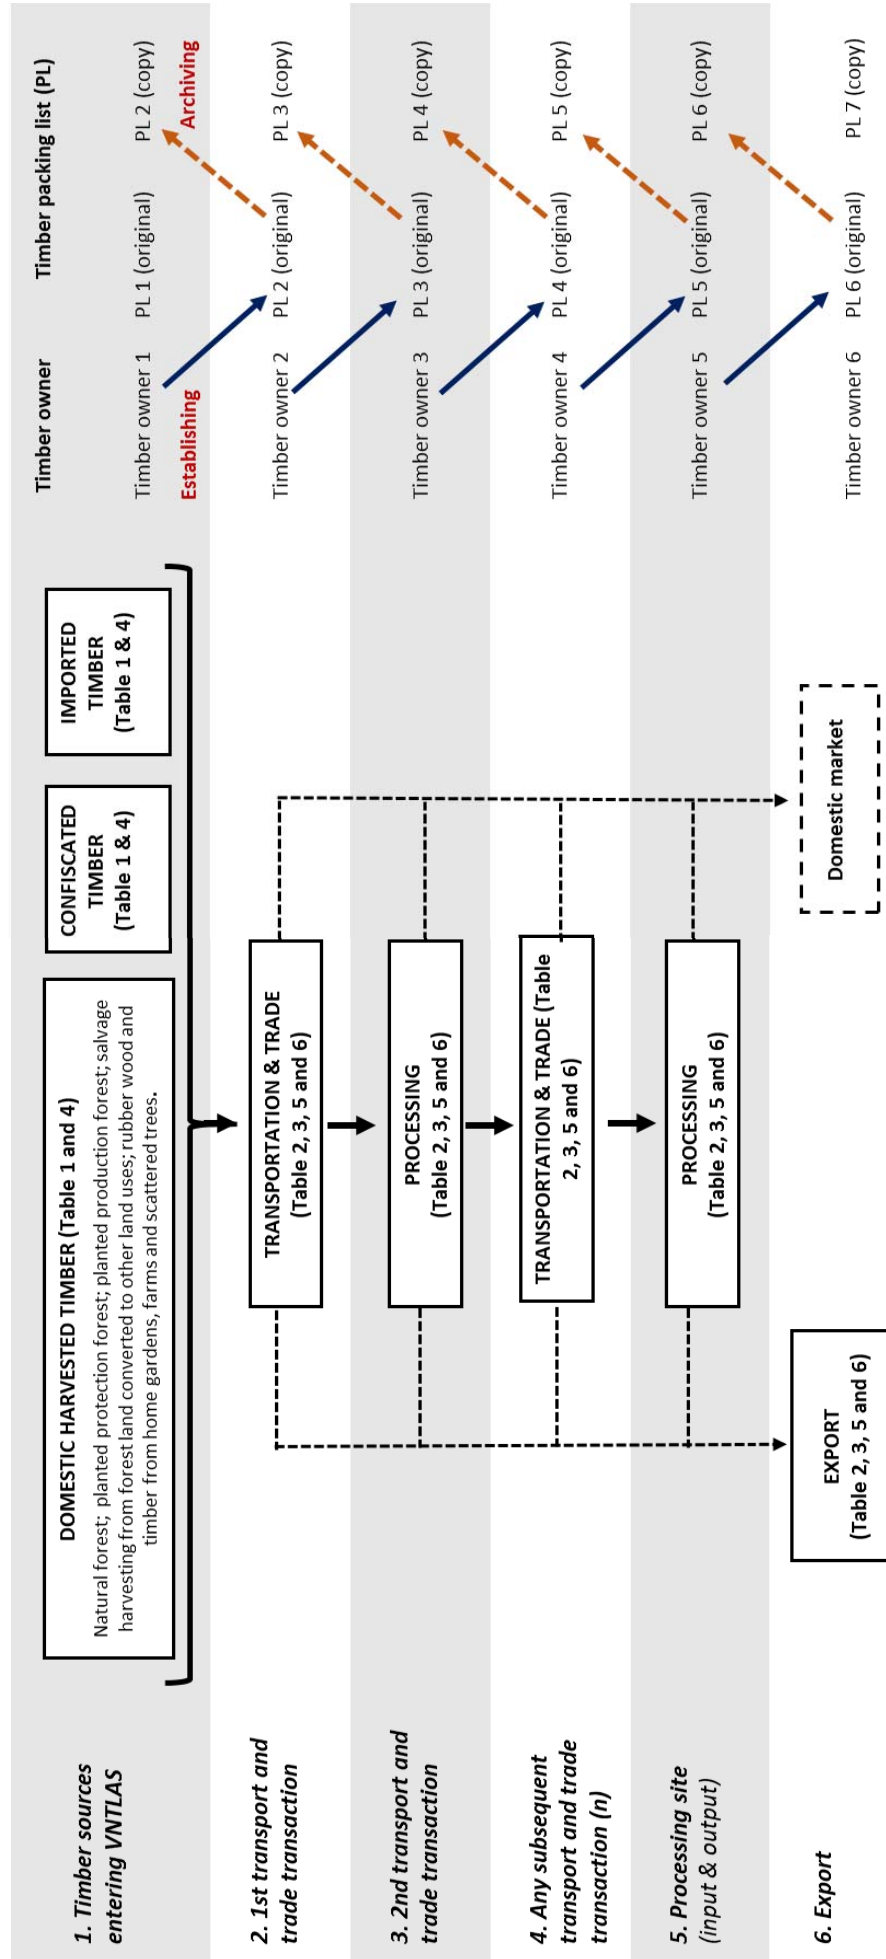 Timber owner
Timber packing list (PL)
1. Timber sources
entering VNTLAS
DOMESTIC HARVESTED TIMBER (Table 1 and 4)
Natural forest; planted protection forest; planted production forest; salvage
harvesting from forest land converted to other land uses; rubber wood and
timber from home gardens, farms and scattered trees.
CONFISCATED
TIMBER
(Table 1 & 4)
IMPORTED
TIMBER
(Table 1 & 4)
Timber owner 1
PL 1 (original)
PL 2 (copy)
Establishing
Archiving
2. 1st transport and
trade transaction
TRANSPORTATION & TRADE
(Table 2, 3, 5 and 6)
Timber owner 2
PL 2 (original)
PL 3 (copy)
3. 2nd transport and
trade transaction
PROCESSING
(Table 2, 3, 5 and 6)
Timber owner 3
PL 3 (original)
PL 4 (copy)
4. Any subsequent
transport and trade
transaction (n)
TRANSPORTATION & TRADE (Table
2, 3, 5 and 6)
Timber owner 4
PL 4 (original)
PL 5 (copy)
5. Processing site
(input & output)
PROCESSING
(Table 2, 3, 5 and 6)
Timber owner 5
PL 5 (original)
PL 6 (copy)
6. Export
EXPORT
(Table 2, 3, 5 and 6)
Domestic market
Timber owner 6
PL 6 (original)
PL 7 (copy)